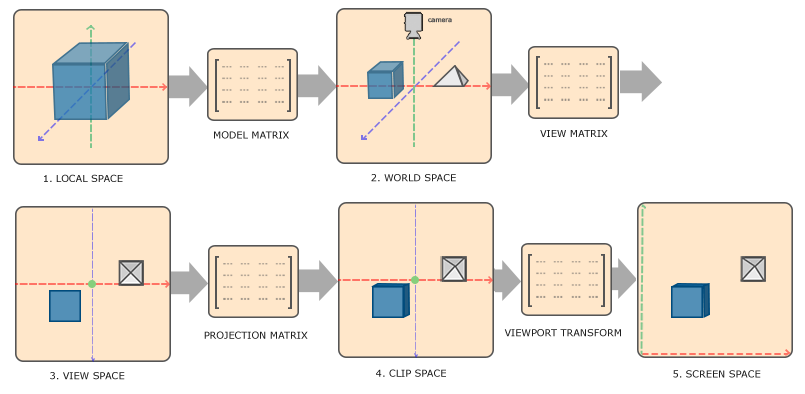 camera
MODEL MATRIX
VIEW MATRIX
1. LOCAL SPACE
2. WORLD SPACE
PROJECTION MATRIX
VIEWPORT TRANSFORM
3. VIEW SPACE
4. CLIP SPACE
5. SCREEN SPACE